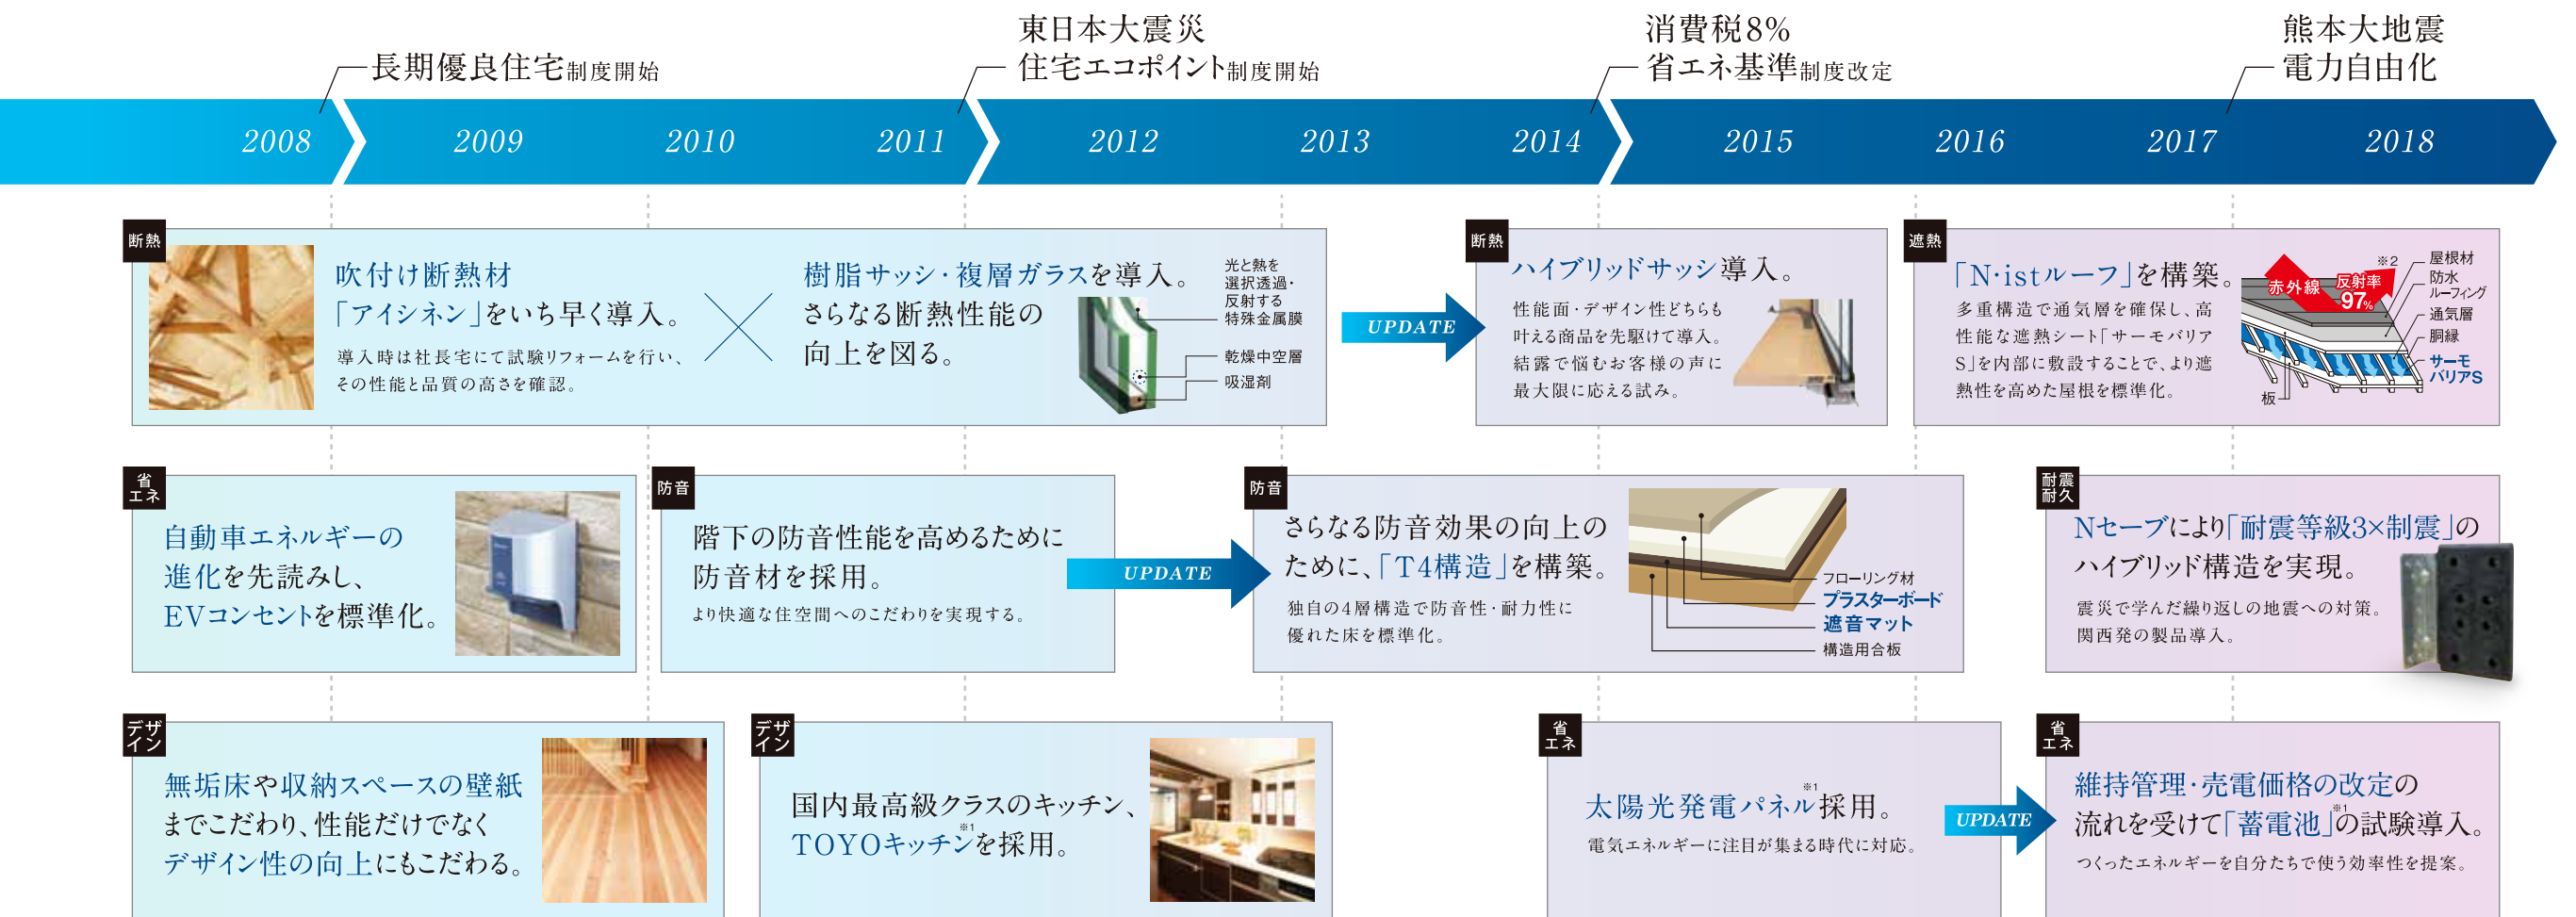 長期優良住宅制度開始
東日本大震災
住宅エコポイント制度開始
消費税8%
省エネ基準制度改定
熊本大地震
電力自由化
2008
2009
2010
2011
2012
2013
2014
2015
2016
2017
2018
断熱
吹付け断熱材
「アイシネン」をいち早く導入。
導入時は社長宅にて試験リフォームを行い、
その性能と品質の高さを確認。
樹脂サッシ・複層ガラスを導入。
さらなる断熱性能の
向上を図る。
光と熱を
選択透過・
反射する
特殊金属膜
乾燥中空層
吸湿剤
UPDATE
断熱
ハイブリッドサッシ導入。
性能面・デザイン性どちらも
叶える商品を先駆けて導入。
結露で悩むお客様の声に
最大限に応える試み。
遮熱
「N・istルーフ」を構築。
多重構造で通気層を確保し、高
性能な遮熱シート「サーモバリア
S」を内部に敷設することで、より遮
熱性を高めた屋根を標準化。
赤外線
反射率
97%
※2
屋根材
防水
ルーフィング
通気層
胴縁
サーモ
バリアS
板
省
エネ
自動車エネルギーの
進化を先読みし、
EVコンセントを標準化。
防音
階下の防音性能を高めるために
防音材を採用。
より快適な住空間へのこだわりを実現する。
UPDATE
防音
さらなる防音効果の向上の
ために、「T4構造」を構築。
独自の4層構造で防音性・耐力性に
優れた床を標準化。
フローリング材
プラスターボード
遮音マット
構造用合板
耐震
耐久
Nセーブにより「耐震等級3×制震」の
ハイブリッド構造を実現。
震災で学んだ繰り返しの地震への対策。
関西発の製品導入。
デザ
イン
無垢床や収納スペースの壁紙
までこだわり、性能だけでなく
デザイン性の向上にもこだわる。
デザ
イン
国内最高級クラスのキッチン、
TOYOキッチン※1を採用。
省
エネ
太陽光発電パネル※1採用。
電気エネルギーに注目が集まる時代に対応。
UPDATE
省
エネ
維持管理・売電価格の改定の
流れを受けて「蓄電池」※1の試験導入。
つくったエネルギーを自分たちで使う効率性を提案。